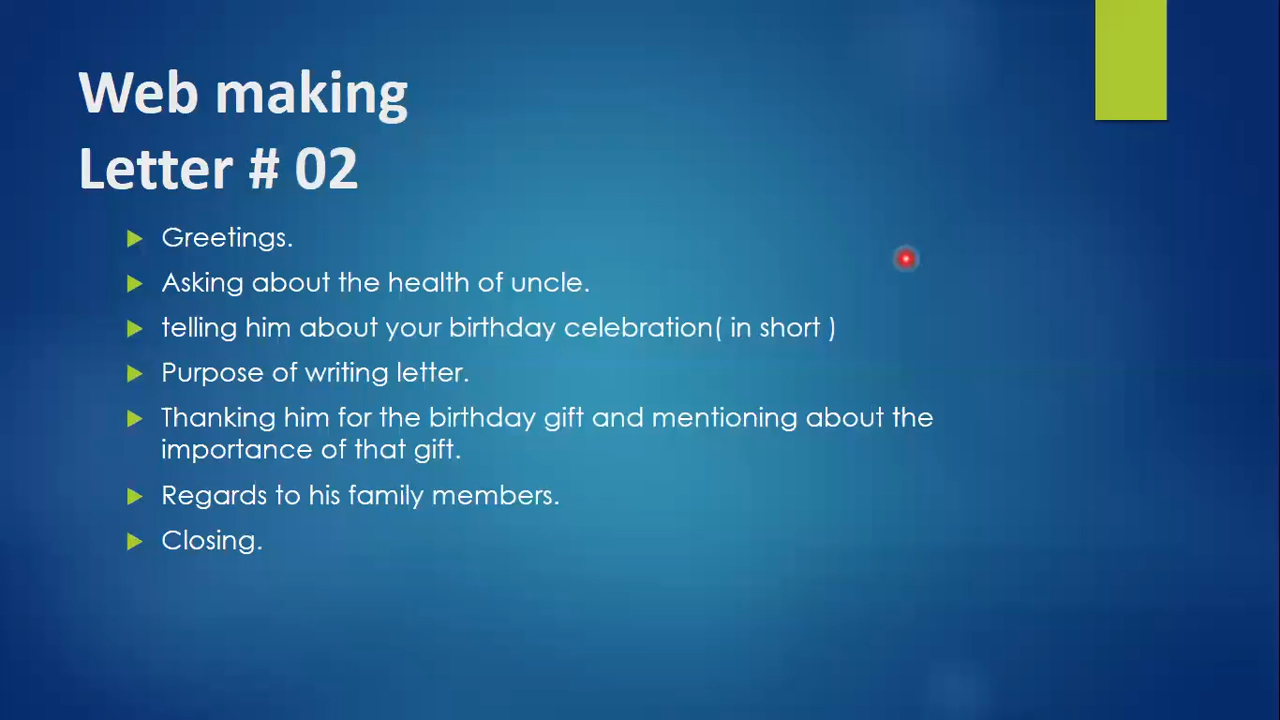 Web making
Letter # 02
Greetings.
Asking about the health of uncle.
telling him about your birthday celebration( in short )
Purpose of writing letter.
Thanking him for the birthday gift and mentioning about the
importance of that gift.
Regards to his family members.
Closing.